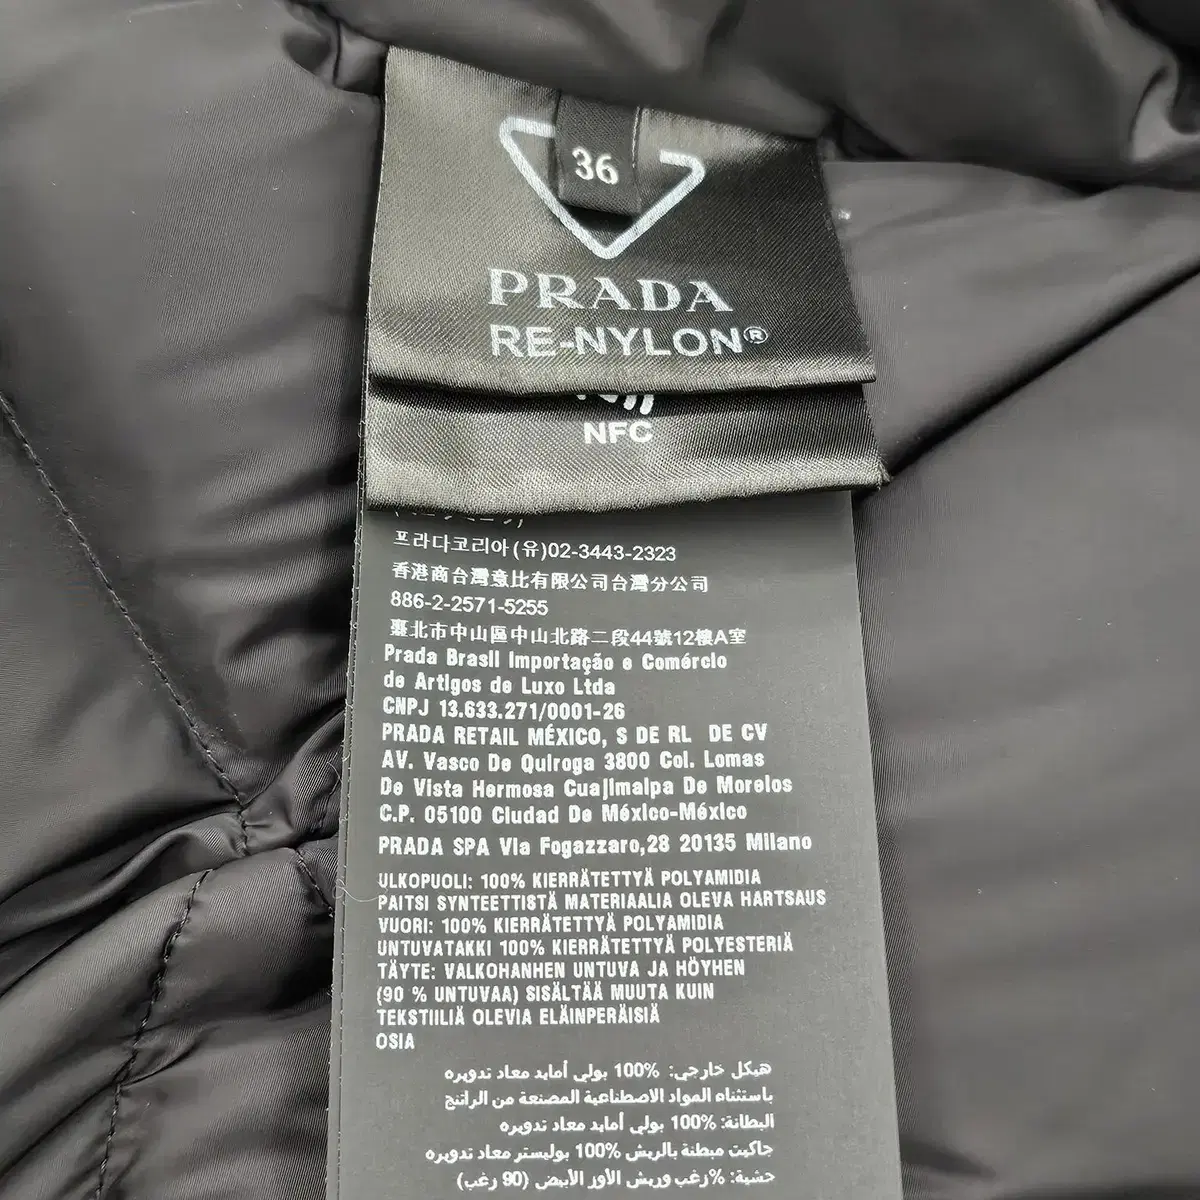 36
PRADA
RE-NYLON®
NFC
프라다코리아(유)02-3443-2323
香港商台灣意比有限公司台灣分公司
886-2-2571-5255
臺北市中山區中山北路二段44號12樓A室
Prada Brasil Importação e Comércio
de Artigos de Luxo Ltda
CNPJ 13.633.271/0001-26
PRADA RETAIL MÉXICO, S DE RL DE CV
AV. Vasco De Quiroga 3800 Col. Lomas
De Vista Hermosa Cuajimalpa De Morelos
C.P. 05100 Ciudad De México-México
PRADA SPA Via Fogazzaro,28 20135 Milano
ULKOPUOLI: 100% KIERRÄTETTYÄ POLYAMIDIA
PAITSI SYNTEETTISTÄ MATERIAALIA OLEVA HARTSAUS
VUORI: 100% KIERRÄTETTYÄ POLYAMIDIA
UNTUVATAKKI 100% KIERRÄTETTYÄ POLYESTERIÄ
TÄYTE: VALKOHANHEN UNTUVA JA HÖYHEN
(90 % UNTUVAA) SISÄLTÄÄ MUUTA KUIN
TEKSTIILIÄ OLEVIA ELÄINPERÄISIÄ
OSIA
هيكل خارجي: 100% بولي أمايد معاد تدويره
باستثناء المواد الاصطناعية المصنعة من الراتنج
البطانة: 100% بولي أمايد معاد تدويره
جاكيت مبطنة بالريش 100% بوليستر معاد تدويره
حشية: %زغب وريش الأوز الأبيض (90 زغب)